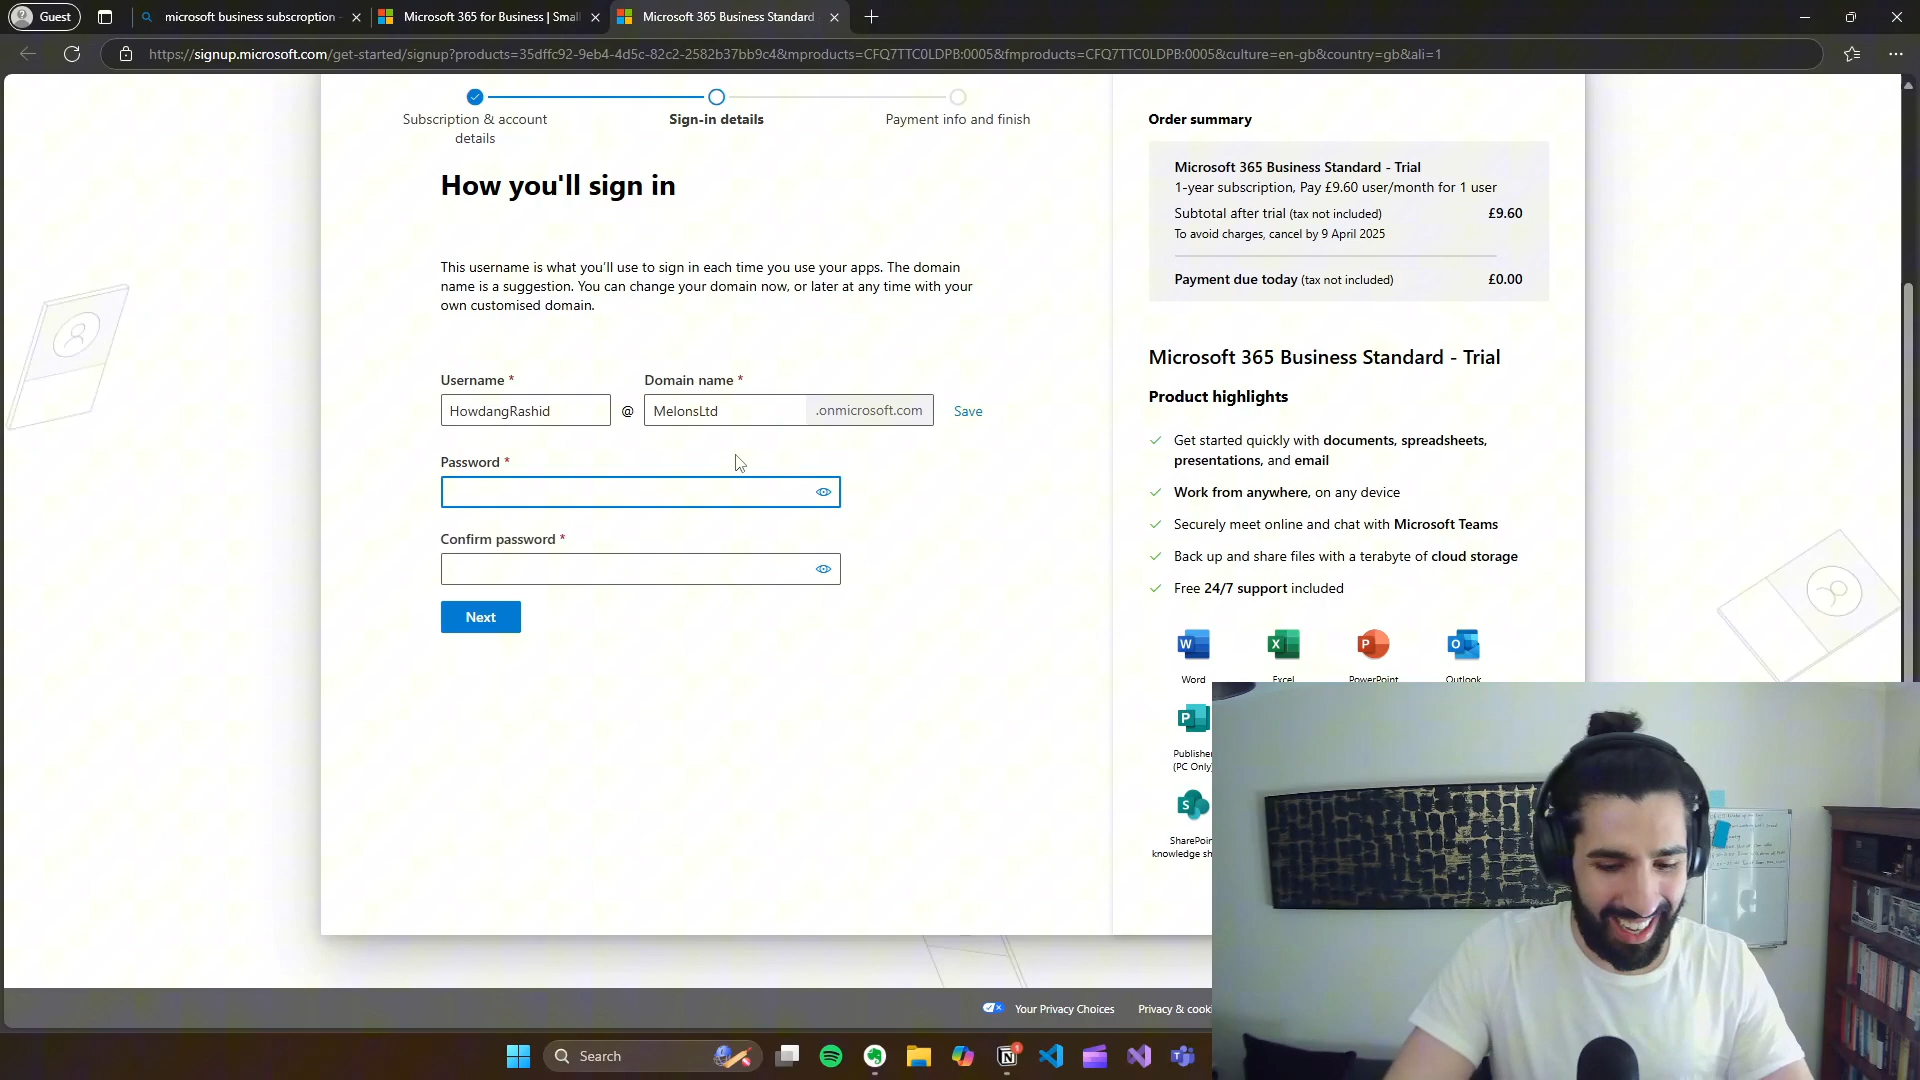 Guest
microsoft business subscroption
Microsoft 365 for Business | Small
Microsoft 365 Business Standard
https://signup.microsoft.com/get-started/signup?products=35dffc92-9eb4-4d5c-82c2-2582b37bb9c4&mproducts=CFQ7TTC0LDPB:0005&fmproducts=CFQ7TTC0LDPB:0005&culture=en-gb&country=gb&ali=1
Subscription & account
details
Sign-in details
Payment info and finish
How you'll sign in
This username is what you'll use to sign in each time you use your apps. The domain
name is a suggestion. You can change your domain now, or later at any time with your
own customised domain.
Username *
Domain name *
HowdangRashid @ MelonsLtd .onmicrosoft.com Save
Password *
Confirm password *
Next
Order summary
Microsoft 365 Business Standard - Trial
1-year subscription, Pay £9.60 user/month for 1 user
Subtotal after trial (tax not included) £9.60
To avoid charges, cancel by 9 April 2025
Payment due today (tax not included) £0.00
Microsoft 365 Business Standard - Trial
Product highlights
Get started quickly with documents, spreadsheets,
presentations, and email
Work from anywhere, on any device
Securely meet online and chat with Microsoft Teams
Back up and share files with a terabyte of cloud storage
Free 24/7 support included
Word Excel PowerPoint Outlook
Publisher
(PC Only)
SharePoin
knowledge sh
Your Privacy Choices Privacy & cook
Search